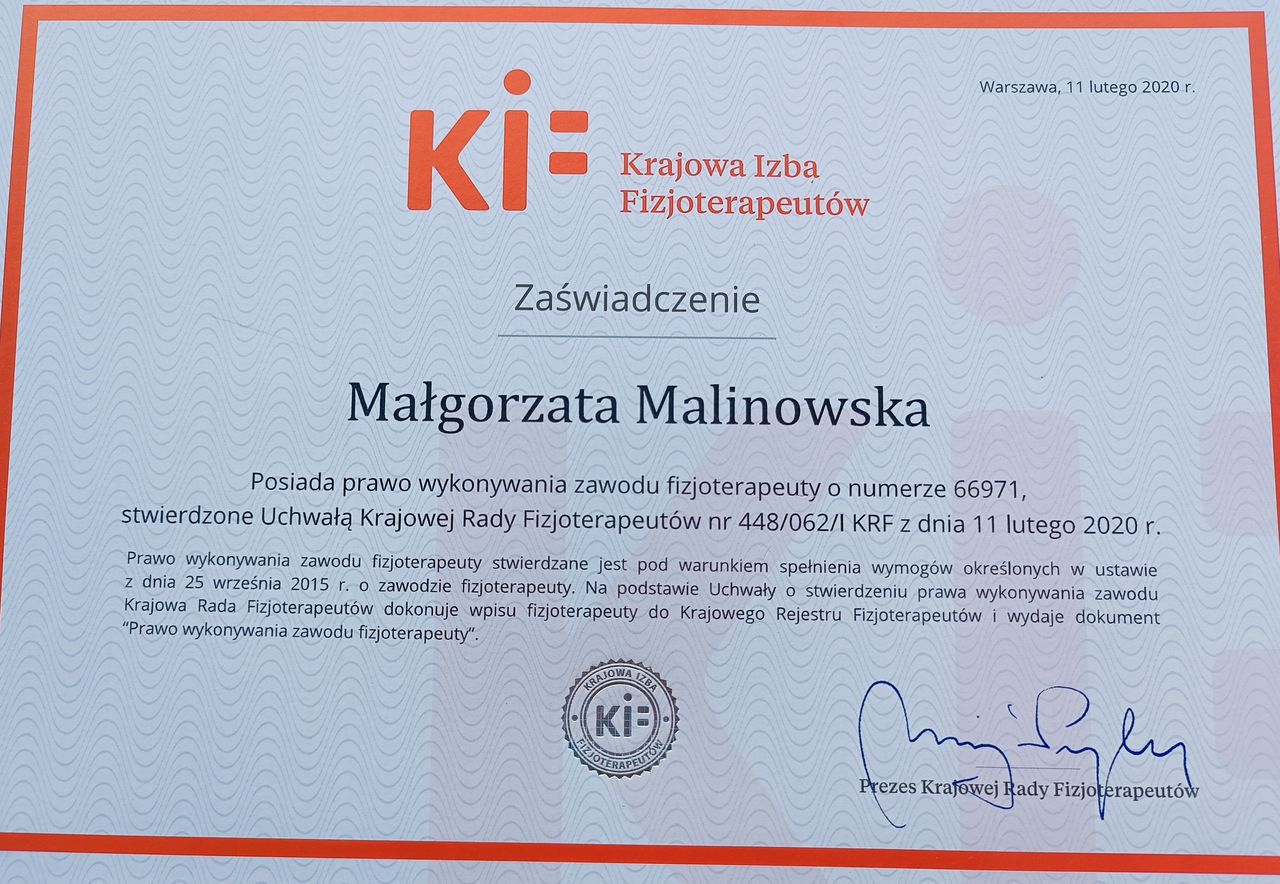 Warszawa, 11 lutego 2020 r.
KIF
Krajowa Izba
Fizjoterapeutów
Zaświadczenie
Małgorzata Malinowska
Posiada prawo wykonywania zawodu fizjoterapeuty o numerze 66971,
stwierdzone Uchwałą Krajowej Rady Fizjoterapeutów nr 448/062/I KRF z dnia 11 lutego 2020 r.
Prawo wykonywania zawodu fizjoterapeuty stwierdzane jest pod warunkiem spełnienia wymogów określonych w ustawie
z dnia 25 września 2015 r. o zawodzie fizjoterapeuty. Na podstawie Uchwały o stwierdzeniu prawa wykonywania zawodu
Krajowa Rada Fizjoterapeutów dokonuje wpisu fizjoterapeuty do Krajowego Rejestru Fizjoterapeutów i wydaje dokument
“Prawo wykonywania zawodu fizjoterapeuty”.
KRAJOWA IZBA
KIF
FIZJOTERAPEUTÓW
Prezes Krajowej Rady Fizjoterapeutów